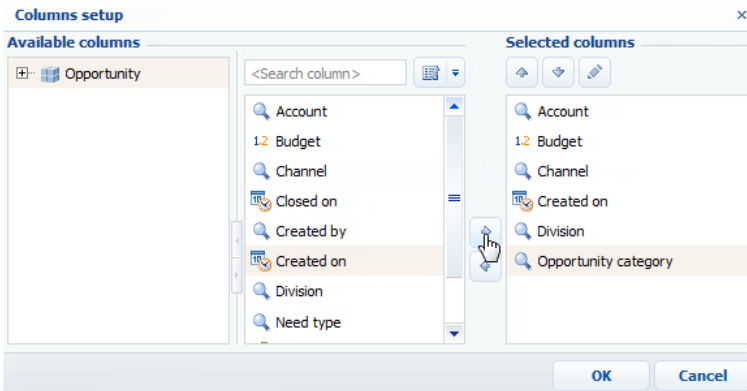 Columns setup
Available columns
Selected columns
Opportunity
<Search column>
Account
1.2 Budget
Channel
Closed on
Created by
Created on
Division
Need type
Account
1.2 Budget
Channel
Created on
Division
Opportunity category
OK
Cancel